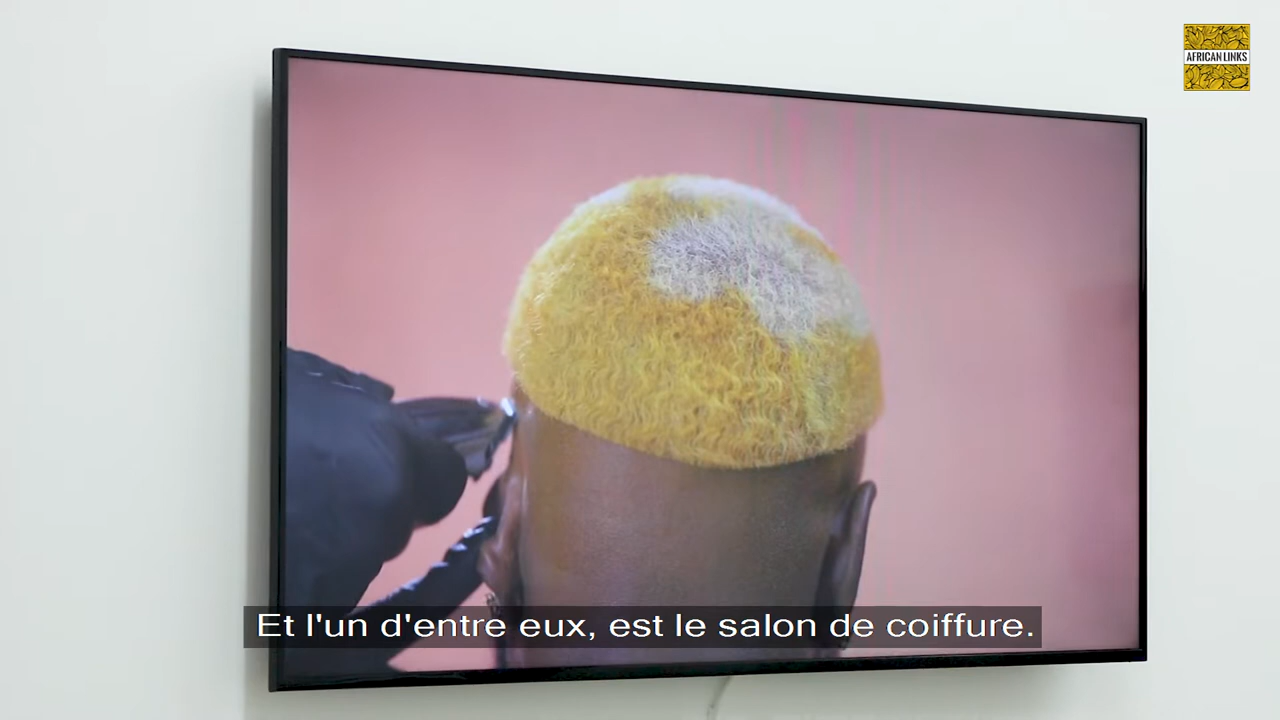 AFRICAN LINKS
Et l'un d'entre eux, est le salon de coiffure.